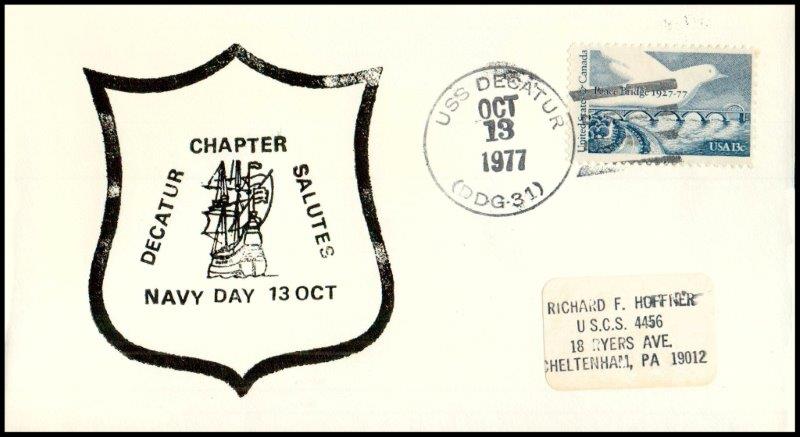 CHAPTER
DECATUR
SALUTES
NAVY DAY 13 OCT
USS DECATUR
OCT
13
1977
(DDG-31)
United States & Canada
Peace Bridge 1927-77
USA 13c
RICHARD F. HOFFNER
U S.C.S. 4456
18 RYERS AVE.
CHELTENHAM, PA 19012